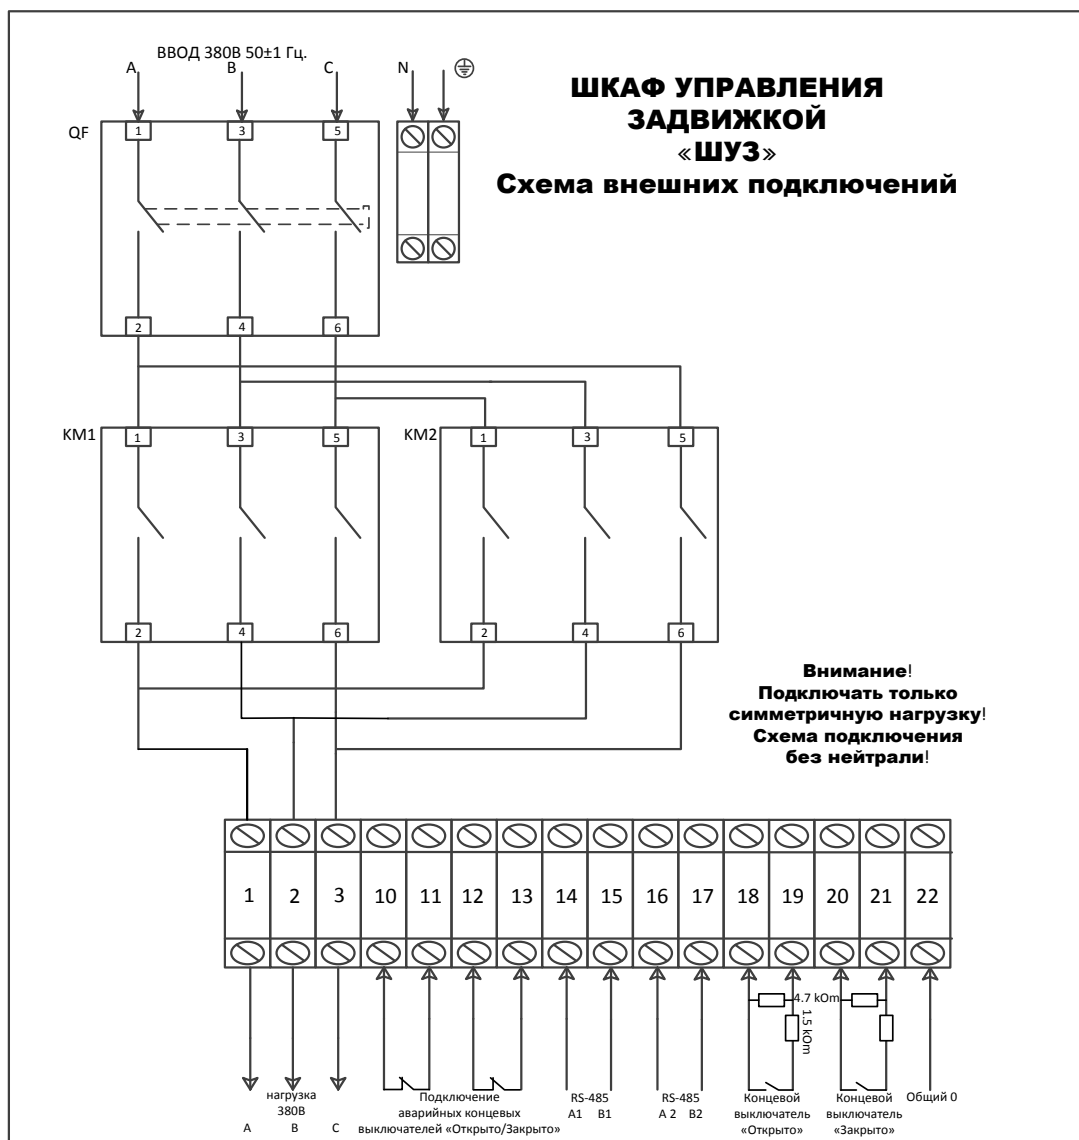 ВВОД 380В 50±1 Гц.
A B C N
ШКАФ УПРАВЛЕНИЯ
ЗАДВИЖКОЙ
«ШУЗ»
Схема внешних подключений
QF
1 3 5
2 4 6
KM1
1 3 5
KM2
1 3 5
2 4 6
2 4 6
Внимание!
Подключать только
симметричную нагрузку!
Схема подключения
без нейтрали!
1 2 3 10 11 12 13 14 15 16 17 18 19 20 21 22
4.7 kOm
1.5 kOm
нагрузка
380В
A B C
Подключение
аварийных концевых
выключателей «Открыто/Закрыто»
RS-485
A1 B1
RS-485
A 2 B2
Концевой
выключатель
«Открыто»
Концевой
выключатель
«Закрыто»
Общий 0